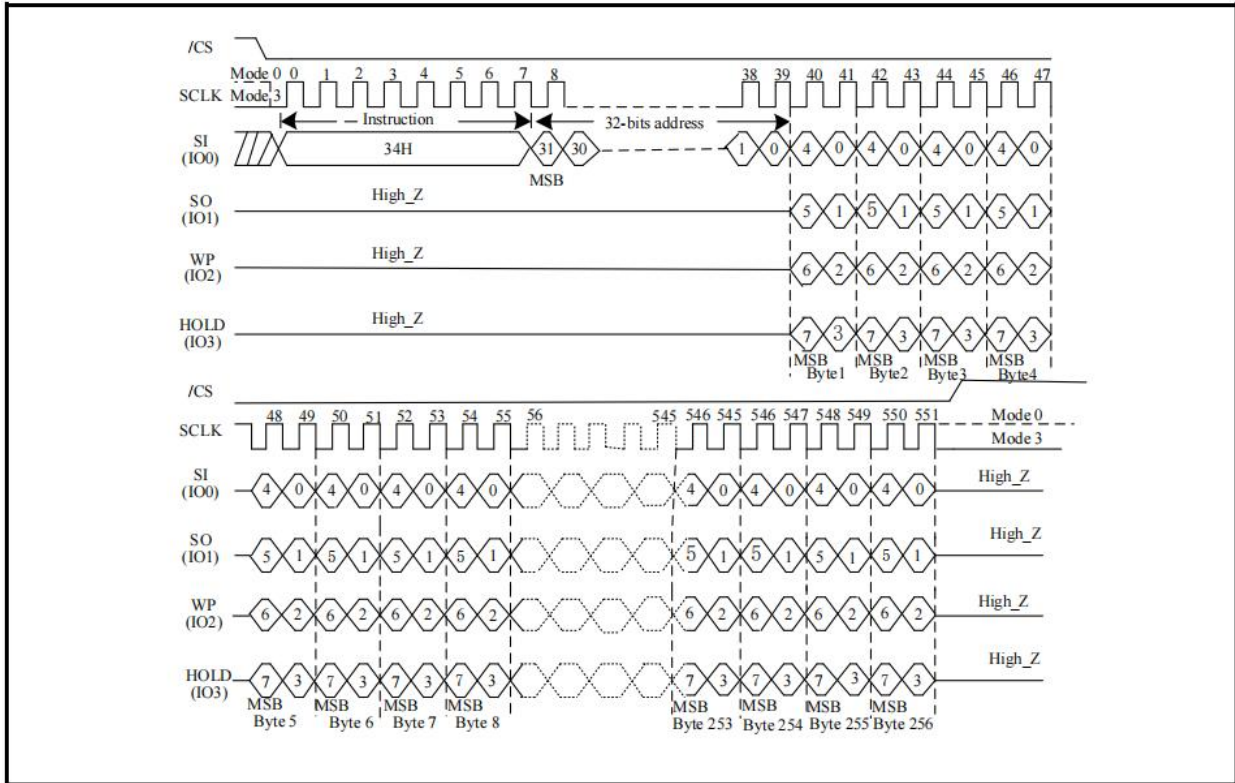 /CS
Mode 0 0 1 2 3 4 5 6 7 8 38 39 40 41 42 43 44 45 46 47
SCLK Mode 3
Instruction 32-bits address
SI 34H 31 30 1 0 4 0 4 0 4 0 4 0
(IO0)
MSB
SO High_Z 5 1 5 1 5 1 5 1
(IO1)
WP High_Z 6 2 6 2 6 2 6 2
(IO2)
HOLD High_Z 7 3 7 3 7 3 7 3
(IO3)
MSB MSB MSB MSB
Byte1 Byte2 Byte3 Byte4
/CS
48 49 50 51 52 53 54 55 56 545 546 545 546 547 548 549 550 551 Mode 0
SCLK Mode 3
SI 4 0 4 0 4 0 4 0 4 0 4 0 4 0 4 0 High_Z
(IO0)
SO 5 1 5 1 5 1 5 1 5 1 5 1 5 1 5 1 High_Z
(IO1)
WP 6 2 6 2 6 2 6 2 6 2 6 2 6 2 6 2 High_Z
(IO2)
HOLD 7 3 7 3 7 3 7 3 7 3 7 3 7 3 7 3 High_Z
(IO3)
MSB MSB MSB MSB MSB MSB MSB MSB
Byte 5 Byte 6 Byte 7 Byte 8 Byte 253 Byte 254 Byte 255 Byte 256